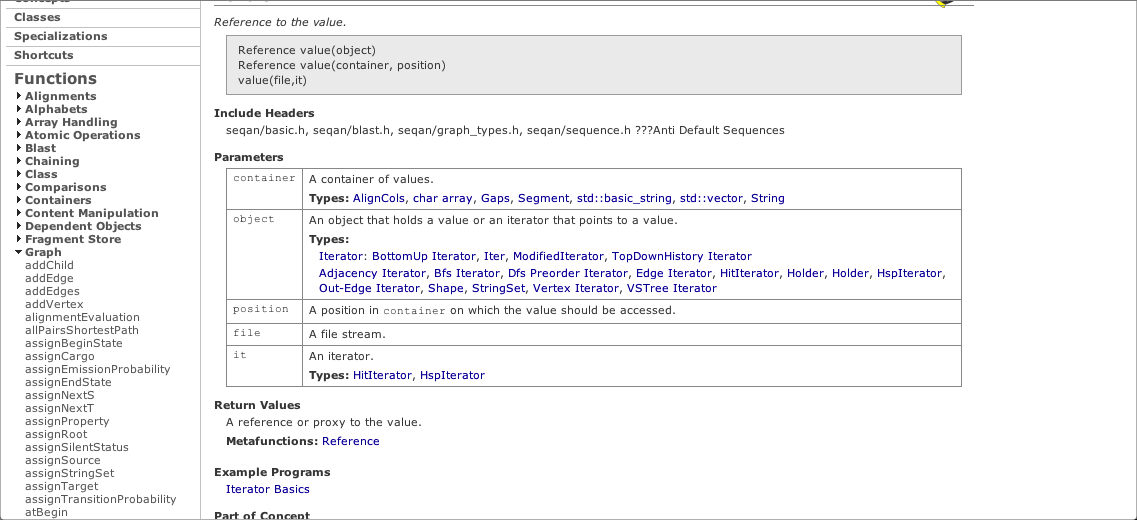 Concepts
Classes
Specializations
Shortcuts
Functions
Alignments
Alphabets
Array Handling
Atomic Operations
Blast
Chaining
Class
Comparisons
Containers
Content Manipulation
Dependent Objects
Fragment Store
Graph
addChild
addEdge
addEdges
addVertex
alignmentEvaluation
allPairsShortestPath
assignBeginState
assignCargo
assignEmissionProbability
assignEndState
assignNextS
assignNextT
assignProperty
assignRoot
assignSilentStatus
assignSource
assignStringSet
assignTarget
assignTransitionProbability
atBegin
Reference to the value.
Reference value(object)
Reference value(container, position)
value(file,it)
Include Headers
seqan/basic.h, seqan/blast.h, seqan/graph_types.h, seqan/sequence.h ???Anti Default Sequences
Parameters
container A container of values.
Types: AlignCols, char array, Gaps, Segment, std::basic_string, std::vector, String
object An object that holds a value or an iterator that points to a value.
Types:
Iterator: BottomUp Iterator, Iter, ModifiedIterator, TopDownHistory Iterator
Adjacency Iterator, Bfs Iterator, Dfs Preorder Iterator, Edge Iterator, HitIterator, Holder, Holder, HspIterator,
Out-Edge Iterator, Shape, StringSet, Vertex Iterator, VSTree Iterator
position A position in container on which the value should be accessed.
file A file stream.
it An iterator.
Types: HitIterator, HspIterator
Return Values
A reference or proxy to the value.
Metafunctions: Reference
Example Programs
Iterator Basics
Part of Concept